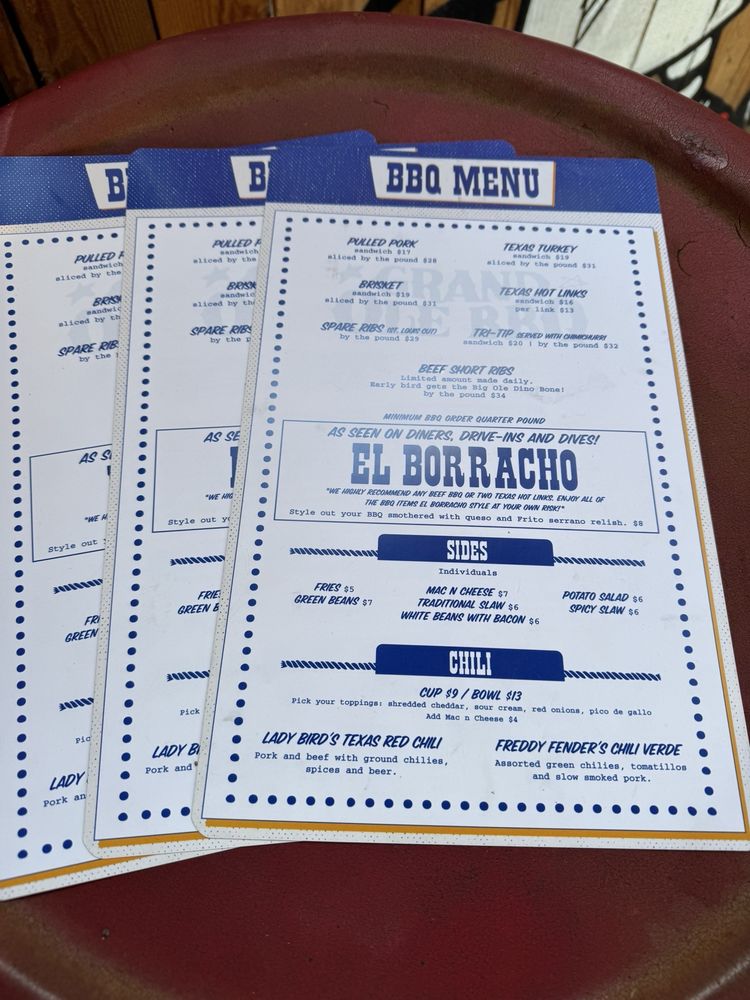 BBQ MENU
PULLED PORK
sandwich $17
sliced by the pound $28
TEXAS TURKEY
sandwich $19
sliced by the pound $31
BRISKET
sandwich $19
sliced by the pound $31
TEXAS HOT LINKS
sandwich $16
per link $13
SPARE RIBS (ST. LOUIS CUT)
by the pound $29
TRI-TIP SERVED WITH CHIMICHURRI
sandwich $20 | by the pound $32
BEEF SHORT RIBS
Limited amount made daily.
Early bird gets the Big Ole Dino Bone!
by the pound $34
MINIMUM BBQ ORDER QUARTER POUND
AS SEEN ON DINERS, DRIVE-INS AND DIVES!
EL BORRACHO
"WE HIGHLY RECOMMEND ANY BEEF BBQ OR TWO TEXAS HOT LINKS. ENJOY ALL OF
THE BBQ ITEMS EL BORRACHO STYLE AT YOUR OWN RISK!"
Style out your BBQ smothered with queso and Frito serrano relish. $8
SIDES
Individuals
FRIES $5
GREEN BEANS $7
MAC N CHEESE $7
TRADITIONAL SLAW $6
WHITE BEANS WITH BACON $6
POTATO SALAD $6
SPICY SLAW $6
CHILI
CUP $9 / BOWL $13
Pick your toppings: shredded cheddar, sour cream, red onions, pico de gallo
Add Mac n Cheese $4
LADY BIRD'S TEXAS RED CHILI
Pork and beef with ground chilies,
spices and beer.
FREDDY FENDER'S CHILI VERDE
Assorted green chilies, tomatillos
and slow smoked pork.